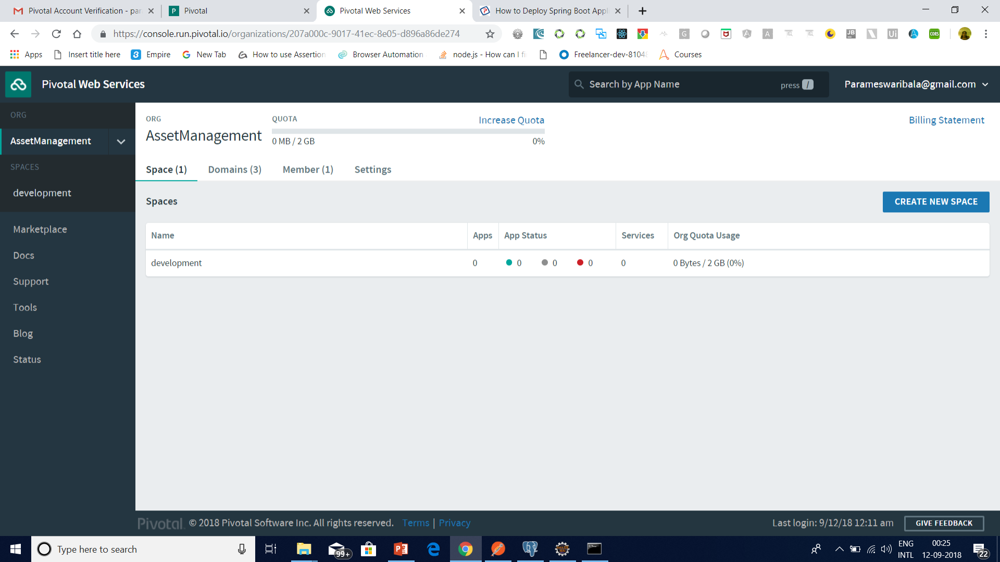 Pivotal Account Verification - par
Pivotal
Pivotal Web Services
How to Deploy Spring Boot Appl
https://console.run.pivotal.io/organizations/207a000c-9017-41ec-8e05-d896a86de274
Apps
Insert title here
Empire
New Tab
How to use Assertion
Browser Automation
node.js - How can I fi
Freelancer-dev-81048
Courses
Pivotal Web Services
Search by App Name
press /
Parameswaribala@gmail.com
ORG
AssetManagement
SPACES
development
Marketplace
Docs
Support
Tools
Blog
Status
ORG
AssetManagement
QUOTA
Increase Quota
0 MB / 2 GB
0%
Billing Statement
Space (1)
Domains (3)
Member (1)
Settings
Spaces
CREATE NEW SPACE
Name Apps App Status Services Org Quota Usage
development 0 0 0 0 0 0 Bytes / 2 GB (0%)
Pivotal. © 2018 Pivotal Software Inc. All rights reserved. Terms | Privacy
Last login: 9/12/18 12:11 am
GIVE FEEDBACK
Type here to search
99+
ENG
INTL
00:25
12-09-2018
22